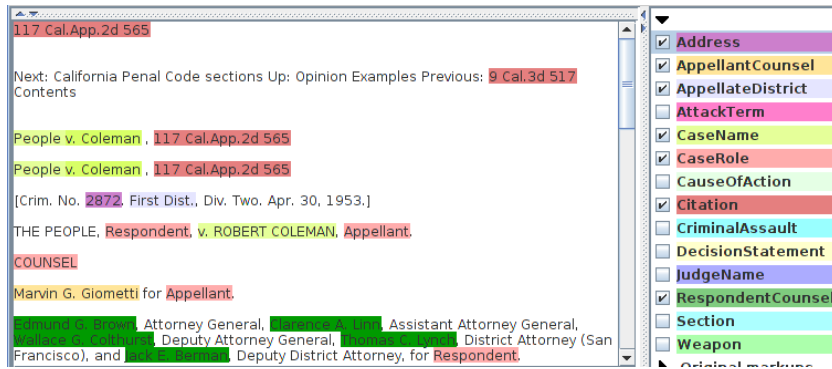 117 Cal.App.2d 565
Next: California Penal Code sections Up: Opinion Examples Previous: 9 Cal.3d 517
Contents
People v. Coleman , 117 Cal.App.2d 565
People v. Coleman , 117 Cal.App.2d 565
[Crim. No. 2872. First Dist., Div. Two. Apr. 30, 1953.]
THE PEOPLE, Respondent, v. ROBERT COLEMAN, Appellant.
COUNSEL
Marvin G. Giometti for Appellant.
Edmund G. Brown, Attorney General, Clarence A. Linn, Assistant Attorney General,
Wallace G. Colthurst, Deputy Attorney General, Thomas C. Lynch, District Attorney (San
Francisco), and Jack E. Berman, Deputy District Attorney, for Respondent.
Address
AppellantCounsel
AppellateDistrict
AttackTerm
CaseName
CaseRole
CauseOfAction
Citation
CriminalAssault
DecisionStatement
JudgeName
RespondentCounsel
Section
Weapon
Original markups